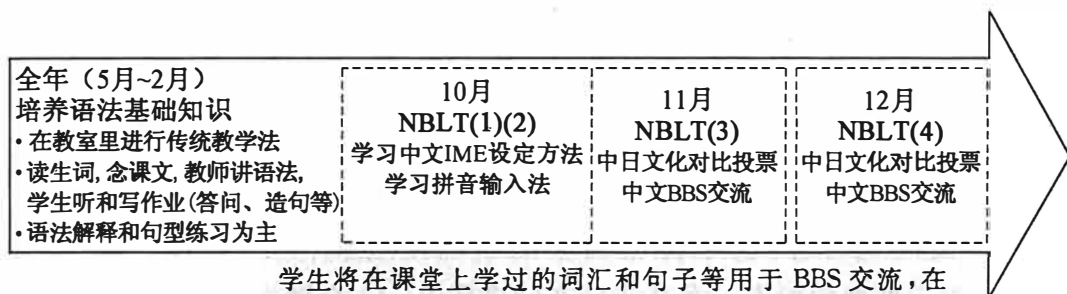 全年（5月~2月）
培养语法基础知识
·在教室里进行传统教学法
·读生词, 念课文, 教师讲语法,
学生听和写作业(答问、造句等)
·语法解释和句型练习为主
10月
NBLT(1)(2)
学习中文IME设定方法
学习拼音输入法
11月
NBLT(3)
中日文化对比投票
中文BBS交流
12月
NBLT(4)
中日文化对比投票
中文BBS交流
学生将在课堂上学过的词汇和句子等用于 BBS 交流，在